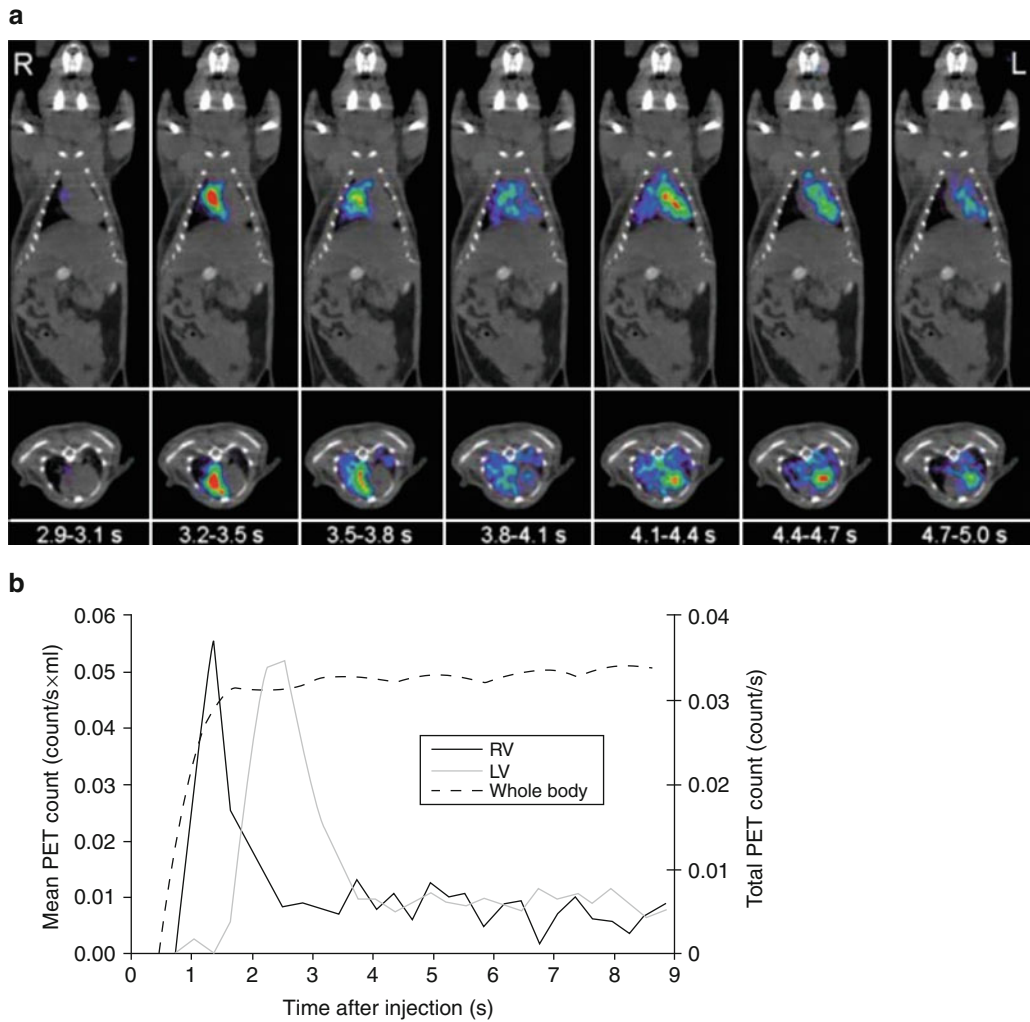 a
R L
2.9-3.1 s 3.2-3.5 s 3.5-3.8 s 3.8-4.1 s 4.1-4.4 s 4.4-4.7 s 4.7-5.0 s
b
0.06 0.04
0.05
0.03
0.04
0.03 0.02
0.02
0.01
0.01
0.00 0
Mean PET count (count/s×ml)
Total PET count (count/s)
RV
LV
Whole body
0 1 2 3 4 5 6 7 8 9
Time after injection (s)